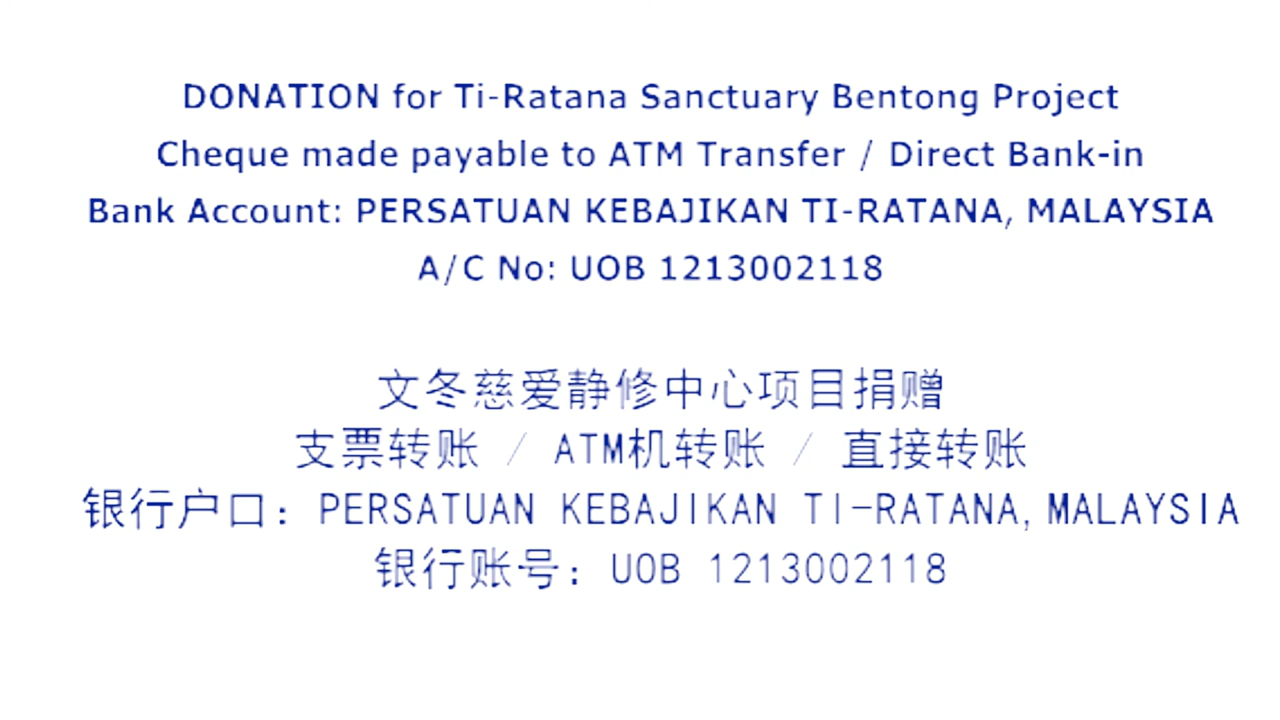 DONATION for Ti-Ratana Sanctuary Bentong Project
Cheque made payable to ATM Transfer / Direct Bank-in
Bank Account: PERSATUAN KEBAJIKAN TI-RATANA, MALAYSIA
A/C No: UOB 1213002118
文冬慈爱静修中心项目捐赠
支票转账 / ATM机转账 / 直接转账
银行户口: PERSATUAN KEBAJIKAN TI-RATANA, MALAYSIA
银行账号: UOB 1213002118